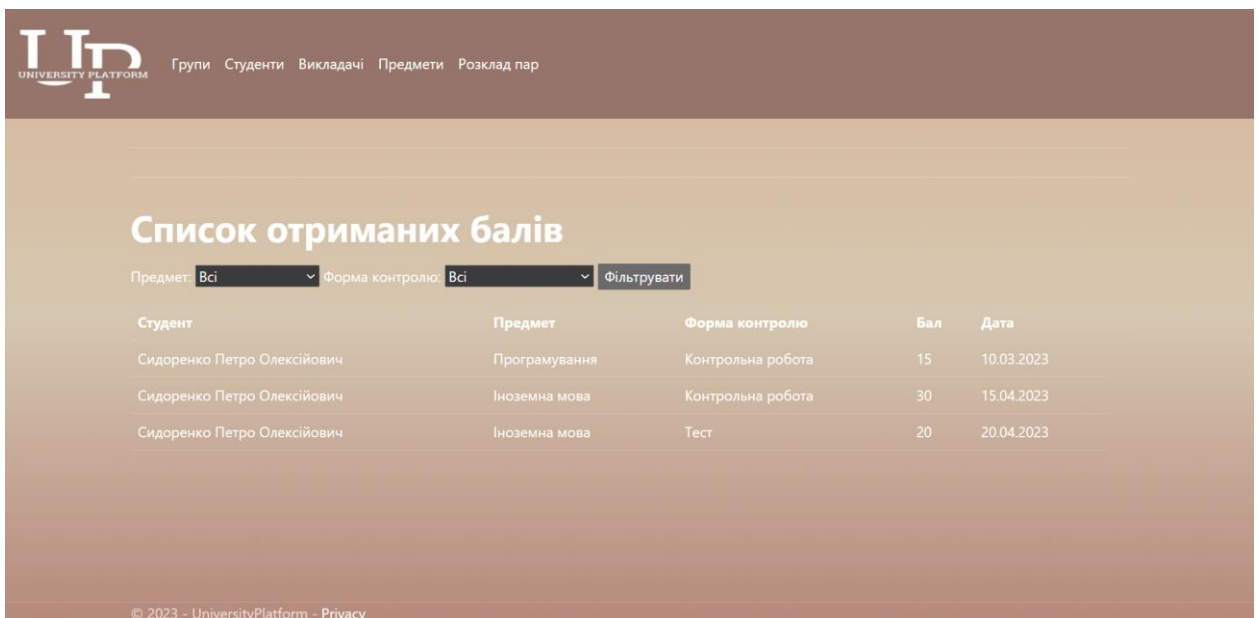 UP
UNIVERSITY PLATFORM
Групи Студенти Викладачі Предмети Розклад пар
Список отриманих балів
Предмет: Всі Форма контролю: Всі Фільтрувати
Студент Предмет Форма контролю Бал Дата
Сидоренко Петро Олексійович Програмування Контрольна робота 15 10.03.2023
Сидоренко Петро Олексійович Іноземна мова Контрольна робота 30 15.04.2023
Сидоренко Петро Олексійович Іноземна мова Тест 20 20.04.2023
© 2023 - UniversityPlatform - Privacy